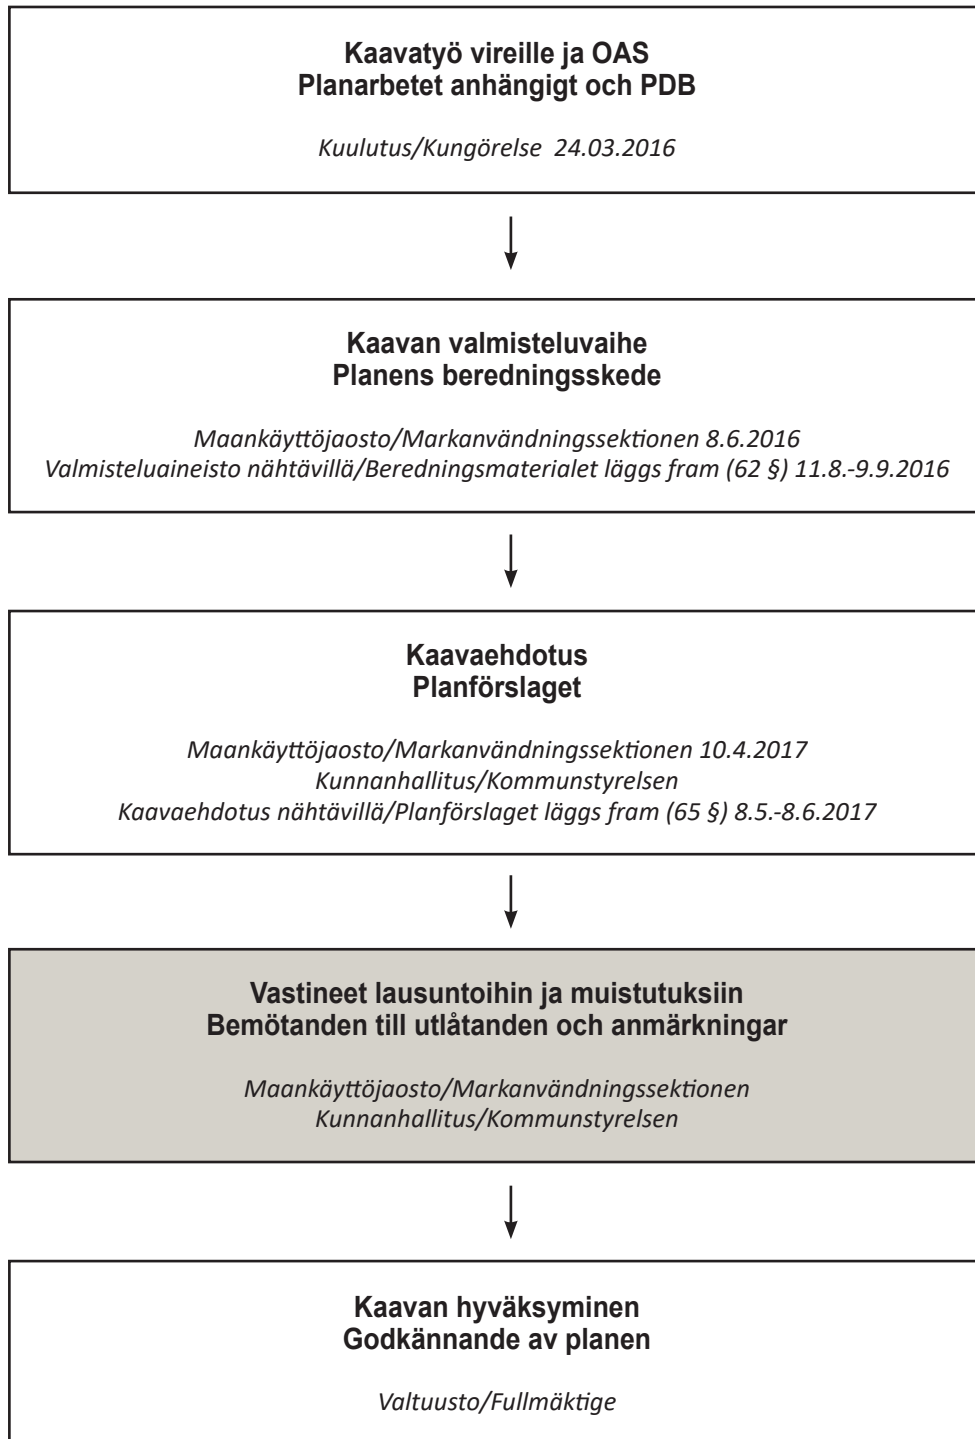 Kaavatyö vireille ja OAS
Planarbetet anhängigt och PDB
Kuulutus/Kungörelse 24.03.2016
Kaavan valmisteluvaihe
Planens beredningsskede
Maankäyttöjaosto/Markanvändningssektionen 8.6.2016
Valmisteluaineisto nähtävillä/Beredningsmaterialet läggs fram (62 §) 11.8.-9.9.2016
Kaavaehdotus
Planförslaget
Maankäyttöjaosto/Markanvändningssektionen 10.4.2017
Kunnanhallitus/Kommunstyrelsen
Kaavaehdotus nähtävillä/Planförslaget läggs fram (65 §) 8.5.-8.6.2017
Vastineet lausuntoihin ja muistutuksiin
Bemötanden till utlåtanden och anmärkningar
Maankäyttöjaosto/Markanvändningssektionen
Kunnanhallitus/Kommunstyrelsen
Kaavan hyväksyminen
Godkännande av planen
Valtuusto/Fullmäktige